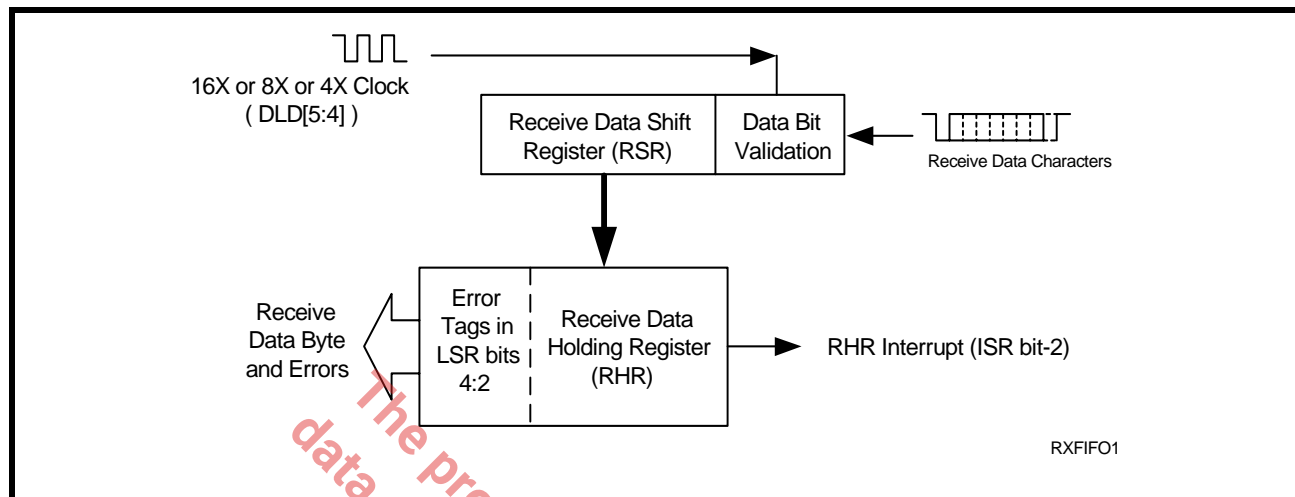 16X or 8X or 4X Clock
( DLD[5:4] )
Receive Data Shift
Register (RSR)
Data Bit
Validation
Receive Data Characters
Receive
Data Byte
and Errors
Error
Tags in
LSR bits
4:2
Receive Data
Holding Register
(RHR)
RHR Interrupt (ISR bit-2)
The pro
data
RXFIFO1